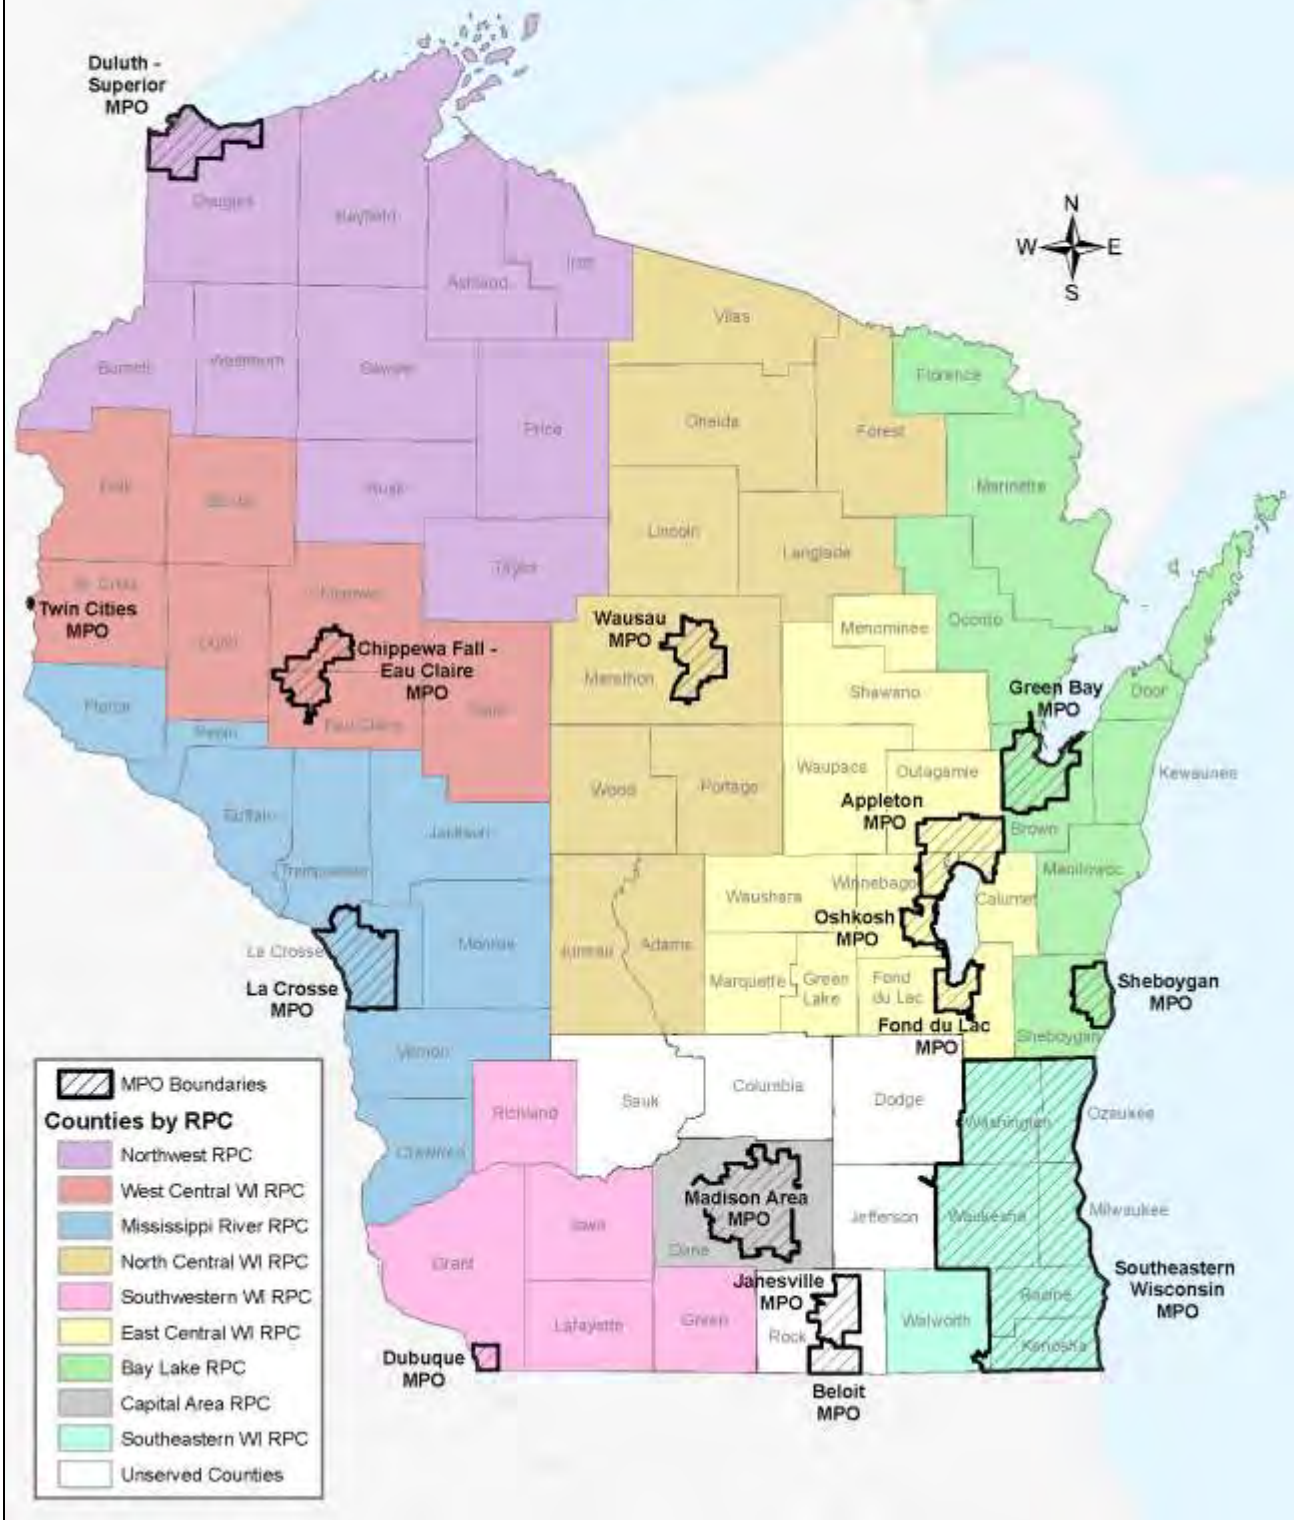 Duluth -
Superior
MPO
N
W E
S
Douglas
Bayfield
Ashland
Iron
Vilas
Burnett
Washburn
Sawyer
Florence
Price
Oneida
Forest
Polk
Barron
Rusk
Marinette
Lincoln
Langlade
Taylor
St. Croix
Twin Cities
MPO
Chippewa
Dunn
Wausau
MPO
Menominee
Oconto
Chippewa Fall -
Eau Claire
MPO
Marathon
Shawano
Green Bay
MPO
Door
Pierce
Pepin
Eau Claire
Clark
Wood
Portage
Waupaca
Outagamie
Kewaunee
Appleton
MPO
Buffalo
Jackson
Brown
Trempealeau
Manitowoc
Waushara
Winnebago
Calumet
Oshkosh
MPO
La Crosse
Monroe
Juneau
Adams
Marquette
Green
Lake
Fond
du Lac
Sheboygan
MPO
La Crosse
MPO
Fond du Lac
MPO
Sheboygan
Vernon
Richland
Sauk
Columbia
Dodge
Washington
Ozaukee
Crawford
Madison Area
MPO
Dane
Jefferson
Waukesha
Milwaukee
Grant
Iowa
Janesville
MPO
Southeastern
Wisconsin
MPO
Lafayette
Green
Rock
Walworth
Racine
Kenosha
Dubuque
MPO
Beloit
MPO
MPO Boundaries
Counties by RPC
Northwest RPC
West Central WI RPC
Mississippi River RPC
North Central WI RPC
Southwestern WI RPC
East Central WI RPC
Bay Lake RPC
Capital Area RPC
Southeastern WI RPC
Unserved Counties